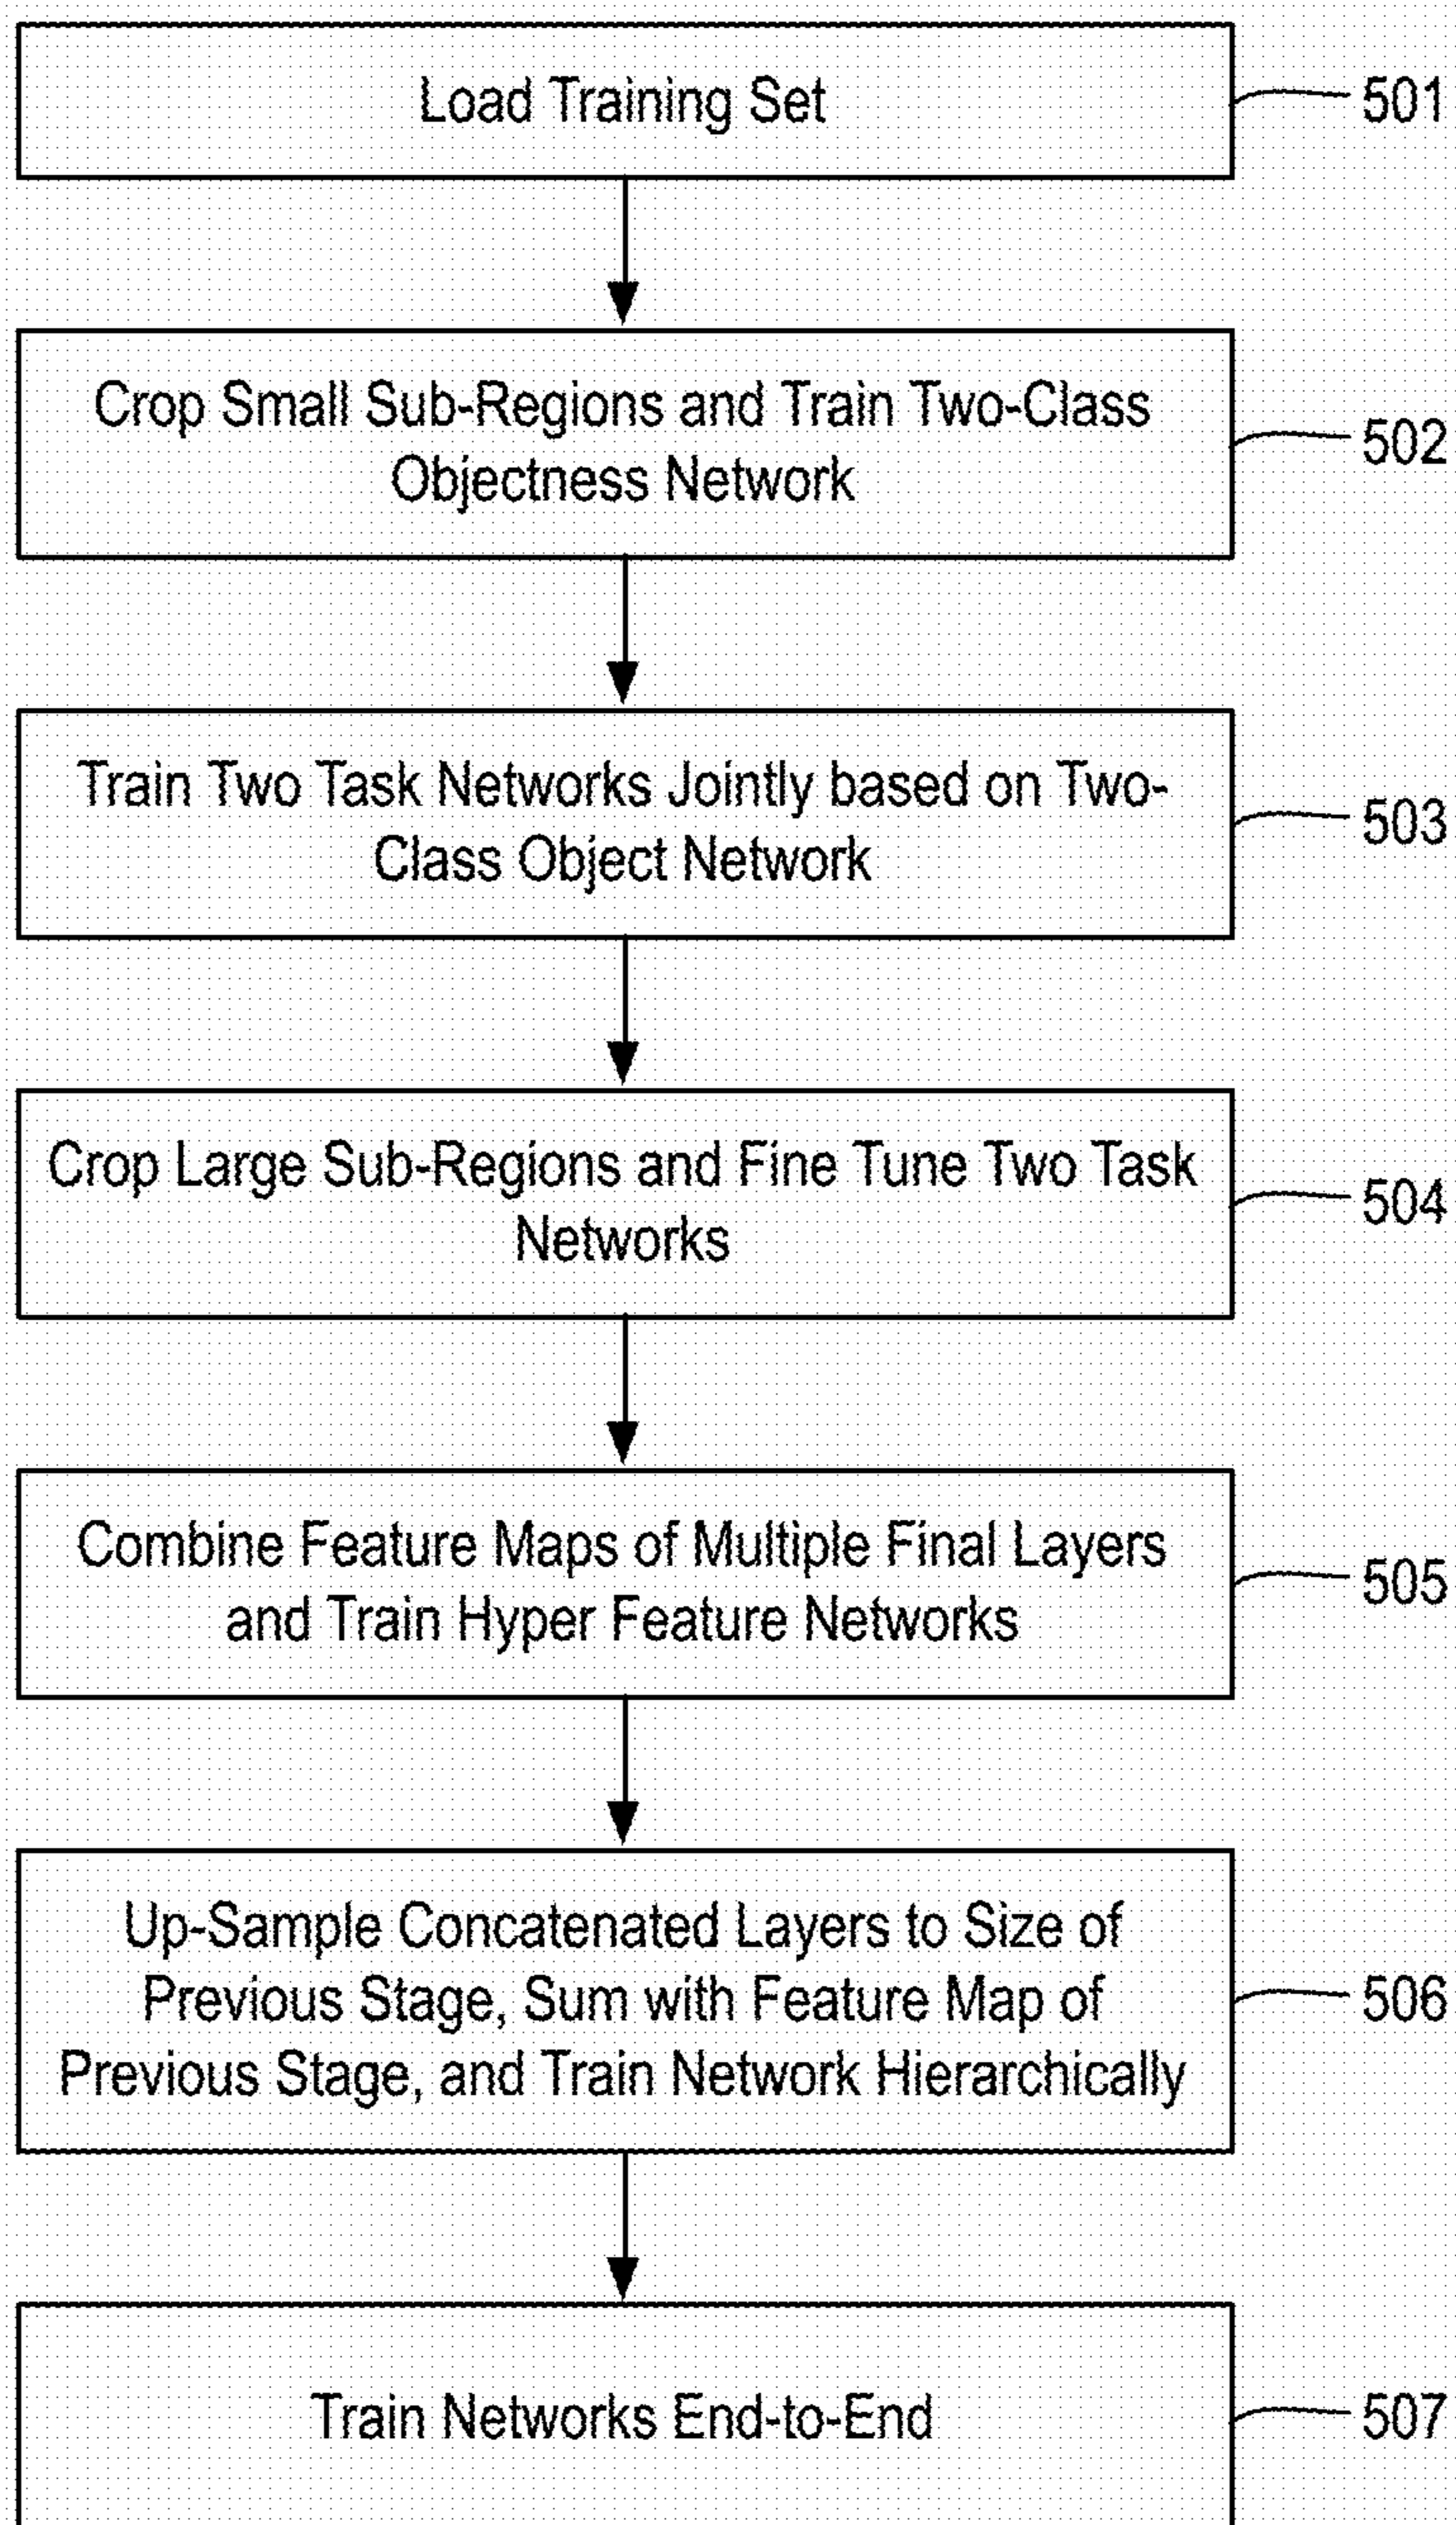 Load Training Set
501
Crop Small Sub-Regions and Train Two-Class
Objectness Network
502
Train Two Task Networks Jointly based on Two-
Class Object Network
503
Crop Large Sub-Regions and Fine Tune Two Task
Networks
504
Combine Feature Maps of Multiple Final Layers
and Train Hyper Feature Networks
505
Up-Sample Concatenated Layers to Size of
Previous Stage, Sum with Feature Map of
Previous Stage, and Train Network Hierarchically
506
Train Networks End-to-End
507